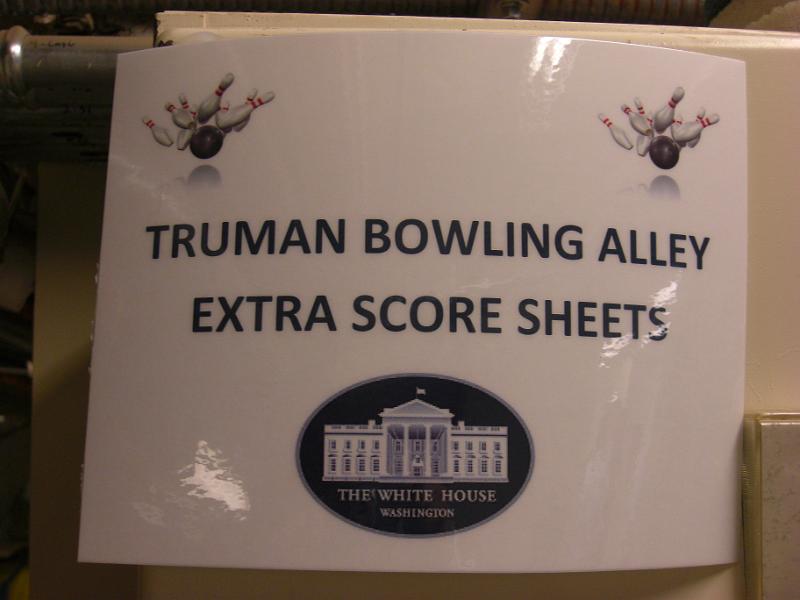 TRUMAN BOWLING ALLEY
EXTRA SCORE SHEETS
THE WHITE HOUSE
WASHINGTON